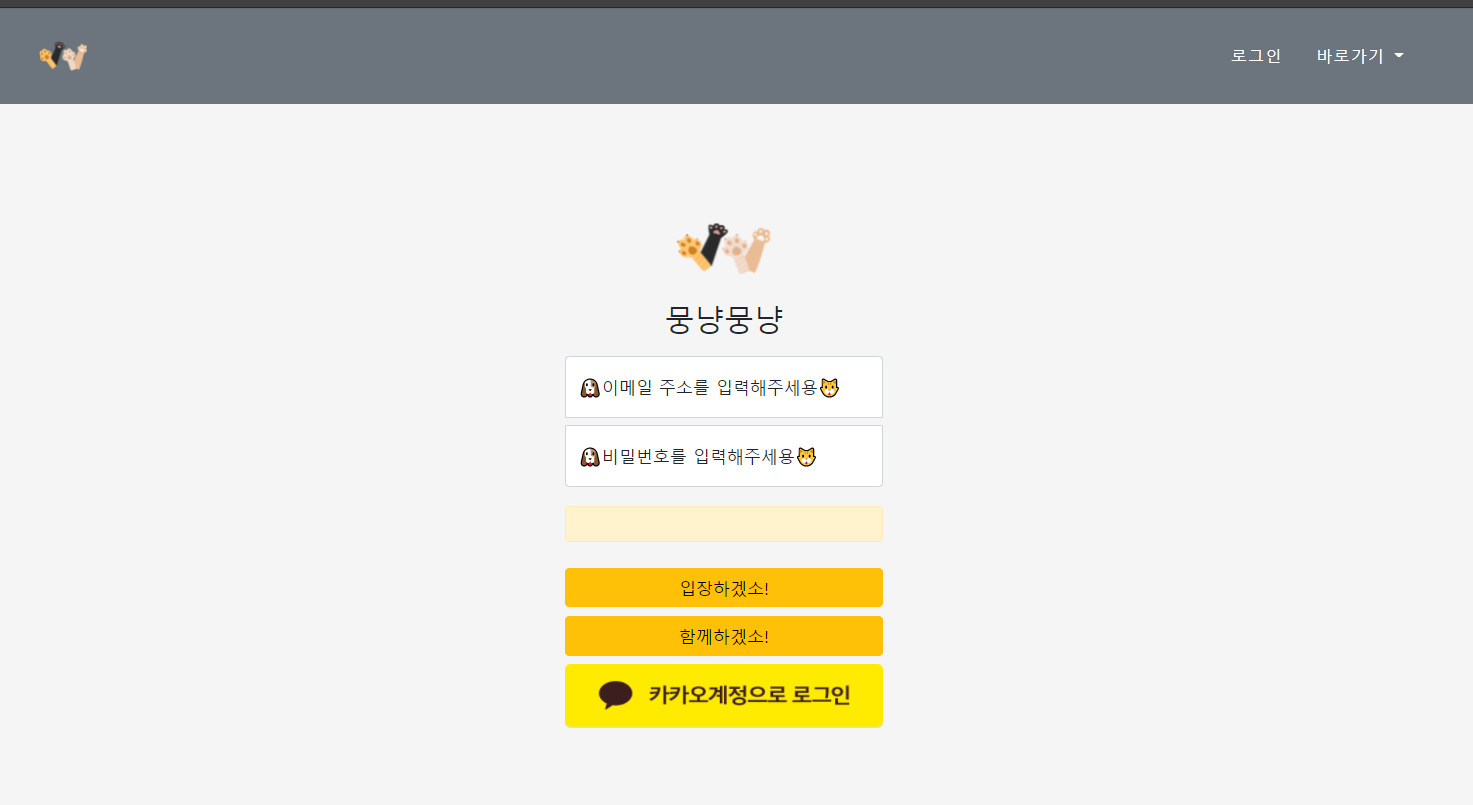 로그인 바로가기
뭉냥뭉냥
🐶이메일 주소를 입력해주세용🐱
🐶비밀번호를 입력해주세용🐱
입장하겠소!
함께하겠소!
카카오계정으로 로그인